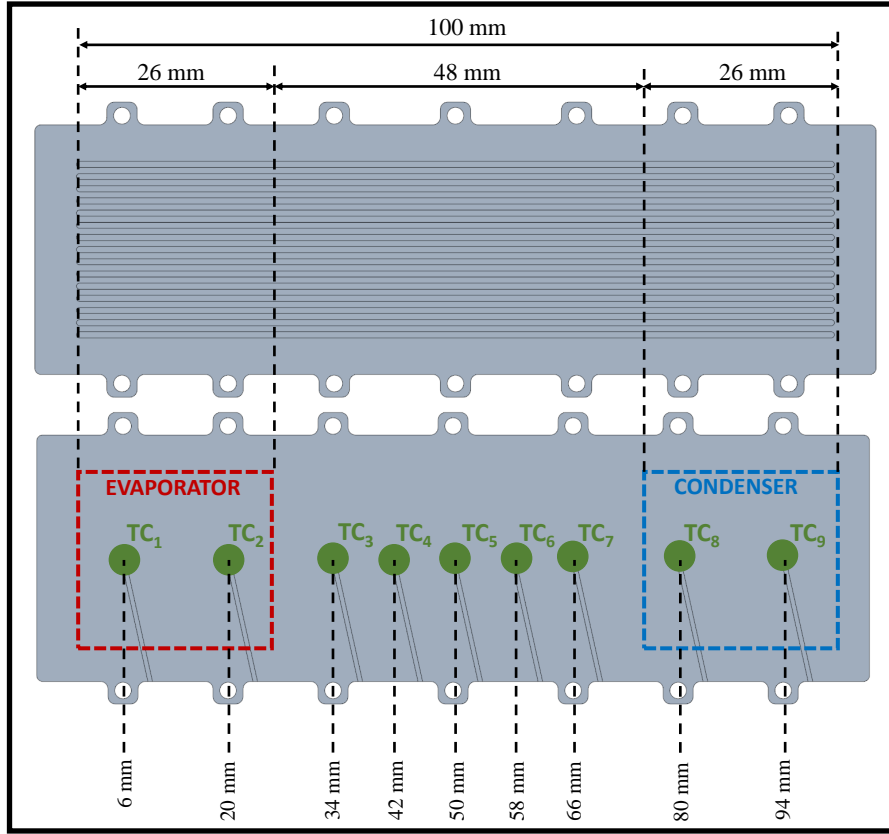 100 mm
26 mm 48 mm 26 mm
EVAPORATOR CONDENSER
TC1 TC2 TC3 TC4 TC5 TC6 TC7 TC8 TC9
6 mm 20 mm 34 mm 42 mm 50 mm 58 mm 66 mm 80 mm 94 mm